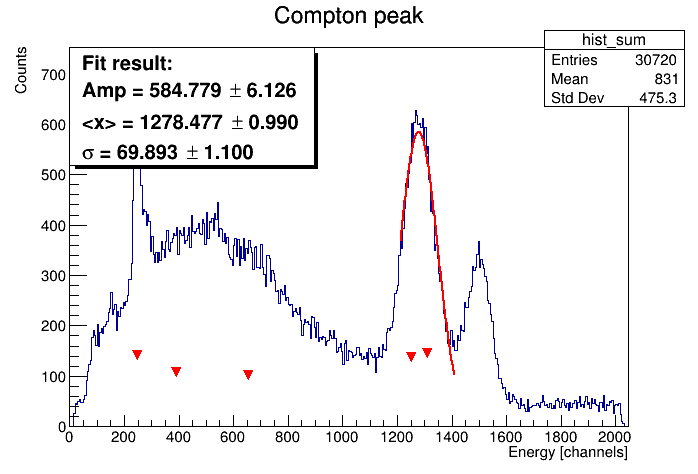 Compton peak
hist_sum
Entries 30720
Mean 831
Std Dev 475.3
Fit result:
Amp = 584.779 ± 6.126
<x> = 1278.477 ± 0.990
σ = 69.893 ± 1.100
Counts
700
600
500
400
300
200
100
0
0 200 400 600 800 1000 1200 1400 1600 1800 2000
Energy [channels]